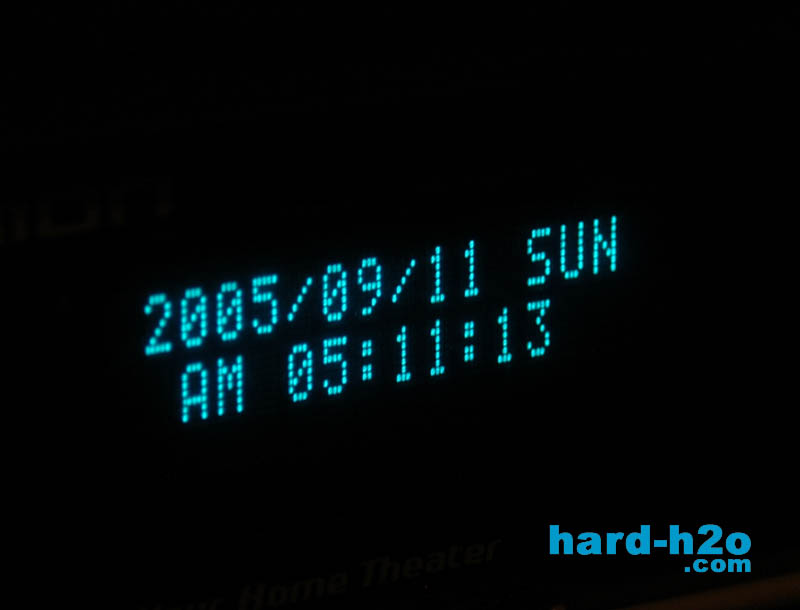 2005/09/11 SUN
AM 05:11:13
Home Theater
hard-h2o
.com